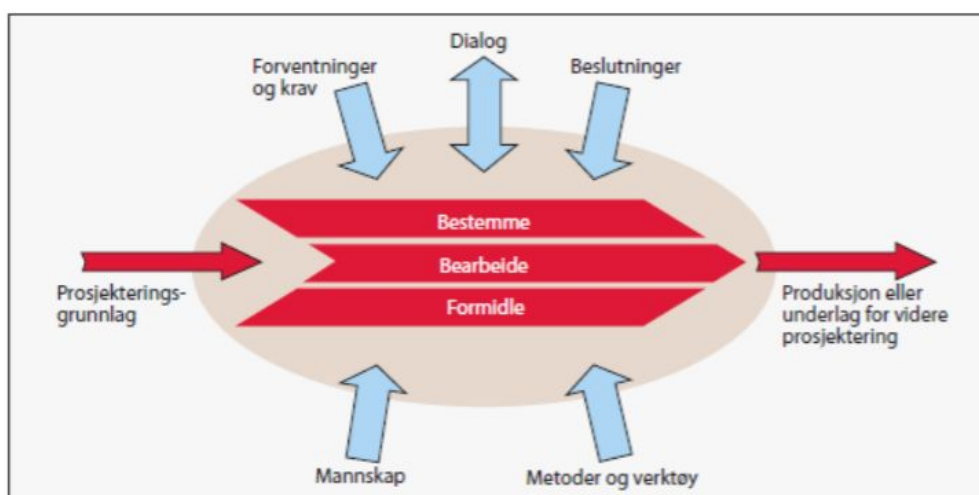 Dialog
Forventninger
og krav
Beslutninger
Bestemme
Bearbeide
Formidle
Prosjekterings-
grunnlag
Produksjon eller
underlag for videre
prosjektering
Mannskap
Metoder og verktøy